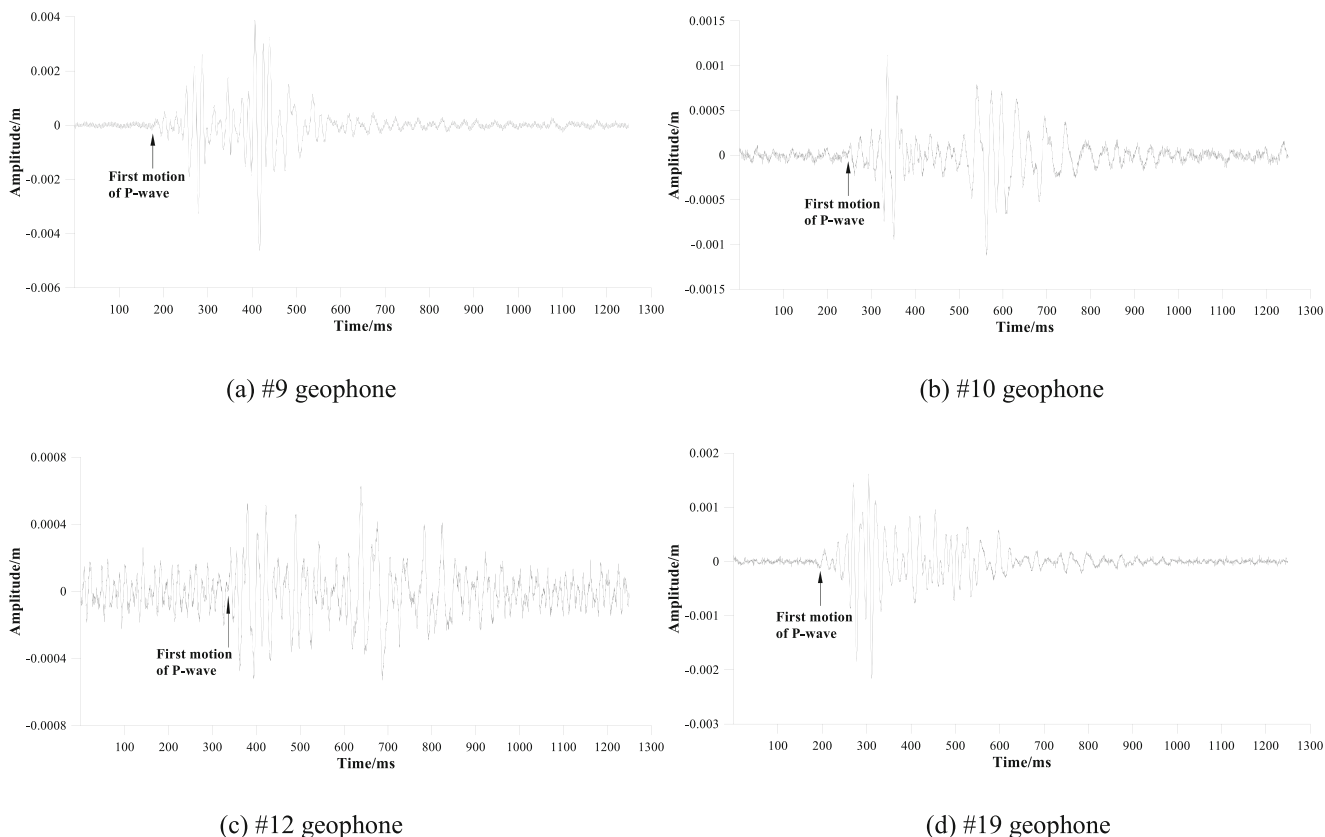 0.004
0.002
0
-0.002
-0.004
-0.006
Amplitude/m
First motion
of P-wave
100 200 300 400 500 600 700 800 900 1000 1100 1200 1300
Time/ms
(a) #9 geophone
0.0015
0.001
0.0005
0
-0.0005
-0.001
-0.0015
Amplitude/m
First motion
of P-wave
100 200 300 400 500 600 700 800 900 1000 1100 1200 1300
Time/ms
(b) #10 geophone
0.0008
0.0004
0
-0.0004
-0.0008
Amplitude/m
First motion
of P-wave
100 200 300 400 500 600 700 800 900 1000 1100 1200 1300
Time/ms
(c) #12 geophone
0.002
0.001
0
-0.001
-0.002
-0.003
Amplitude/m
First motion
of P-wave
100 200 300 400 500 600 700 800 900 1000 1100 1200 1300
Time/ms
(d) #19 geophone